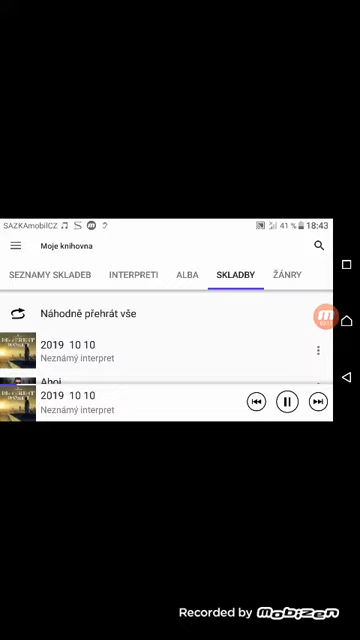 SAZKAmobilCZ 41 % 18:43
Moje knihovna
SEZNAMY SKLADEB INTERPRETI ALBA SKLADBY ŽÁNRY
Náhodně přehrát vše
2019 10 10
Neznámý interpret
Ahoj
2019 10 10
Neznámý interpret
Recorded by MOBIZEN